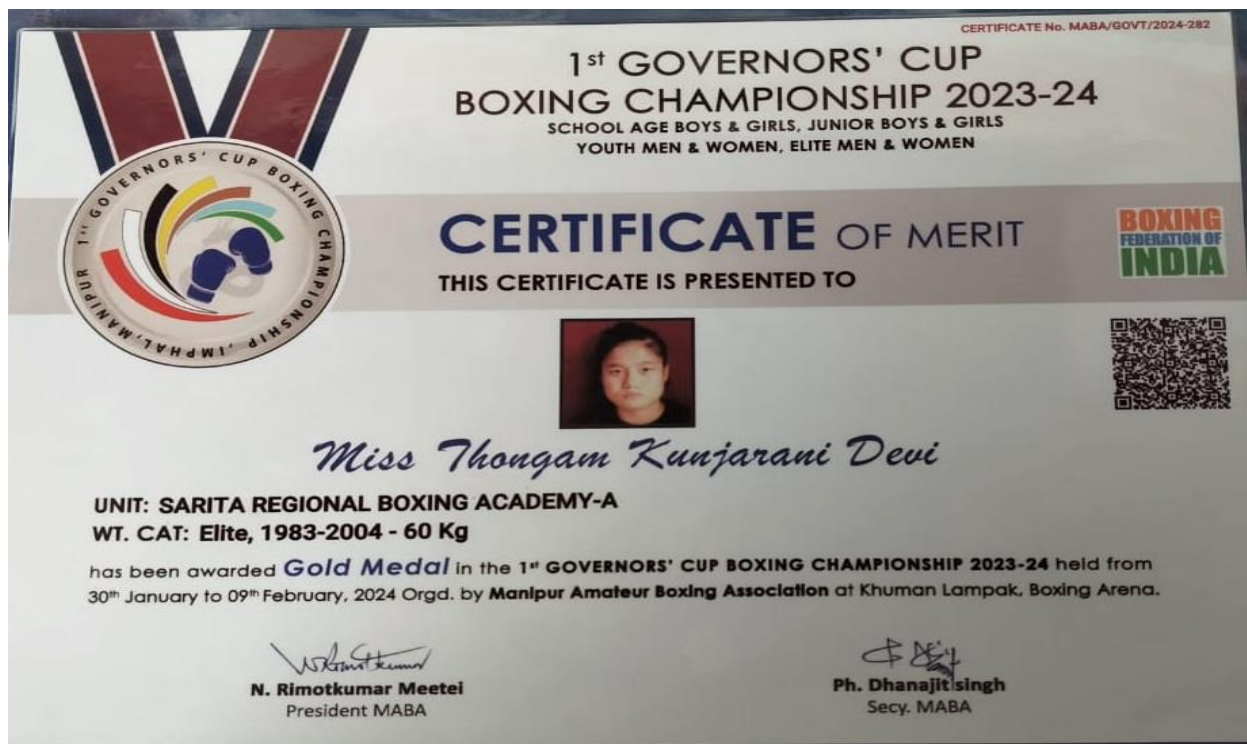 CERTIFICATE No. MABA/GOVT/2024-282
1st GOVERNORS' CUP
BOXING CHAMPIONSHIP 2023-24
SCHOOL AGE BOYS & GIRLS, JUNIOR BOYS & GIRLS
YOUTH MEN & WOMEN, ELITE MEN & WOMEN
1st GOVERNORS' CUP BOXING CHAMPIONSHIP, IMPHAL, MANIPUR
CERTIFICATE OF MERIT
THIS CERTIFICATE IS PRESENTED TO
BOXING
FEDERATION OF
INDIA
Miss Thongam Kunjarani Devi
UNIT: SARITA REGIONAL BOXING ACADEMY-A
WT. CAT: Elite, 1983-2004 - 60 Kg
has been awarded Gold Medal in the 1st GOVERNORS' CUP BOXING CHAMPIONSHIP 2023-24 held from
30th January to 09th February, 2024 Orgd. by Manipur Amateur Boxing Association at Khuman Lampak, Boxing Arena.
N. Rimotkumar Meetei
President MABA
Ph. Dhanajit singh
Secy. MABA